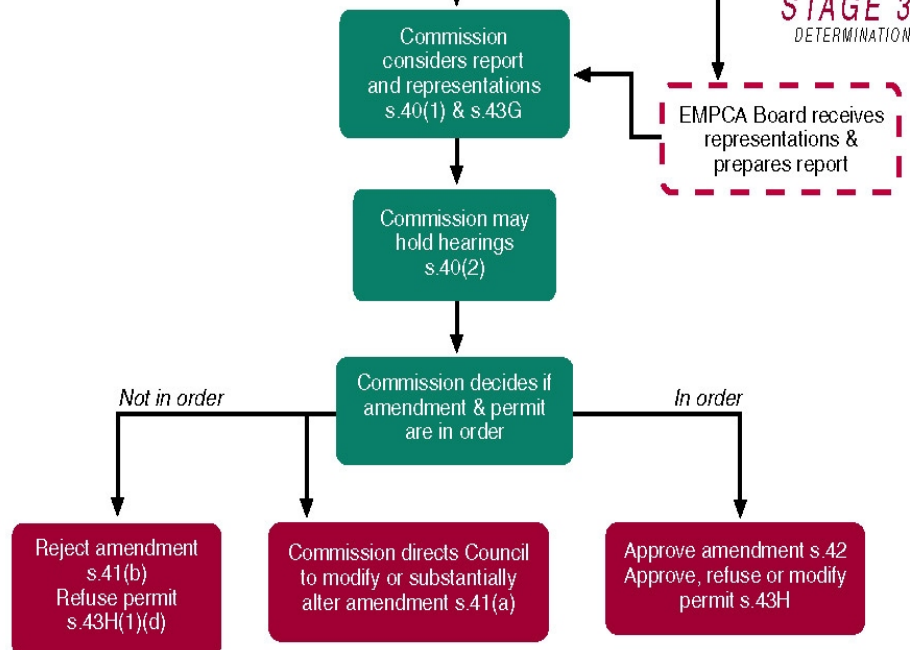 STAGE 3
DETERMINATION
Commission
considers report
and representations
s.40(1) & s.43G
EMPCA Board receives
representations &
prepares report
Commission may
hold hearings
s.40(2)
Commission decides if
amendment & permit
are in order
Not in order
In order
Reject amendment
s.41(b)
Refuse permit
s.43H(1)(d)
Commission directs Council
to modify or substantially
alter amendment s.41(a)
Approve amendment s.42
Approve, refuse or modify
permit s.43H